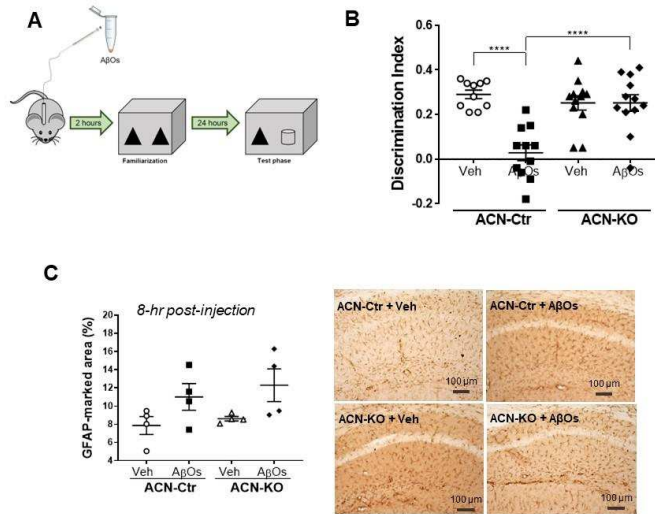 A
AβOs
2 hours
24 hours
Familiarization
Test phase
B
Discrimination Index
0.6
0.4
0.2
0.0
-0.2
****
****
Veh
AβOs
Veh
AβOs
ACN-Ctr
ACN-KO
C
8-hr post-injection
GFAP-marked area (%)
20
18
16
14
12
10
8
6
4
Veh
AβOs
Veh
AβOs
ACN-Ctr
ACN-KO
ACN-Ctr + Veh
100 µm
ACN-Ctr + AβOs
100 µm
ACN-KO + Veh
100 µm
ACN-KO + AβOs
100 µm